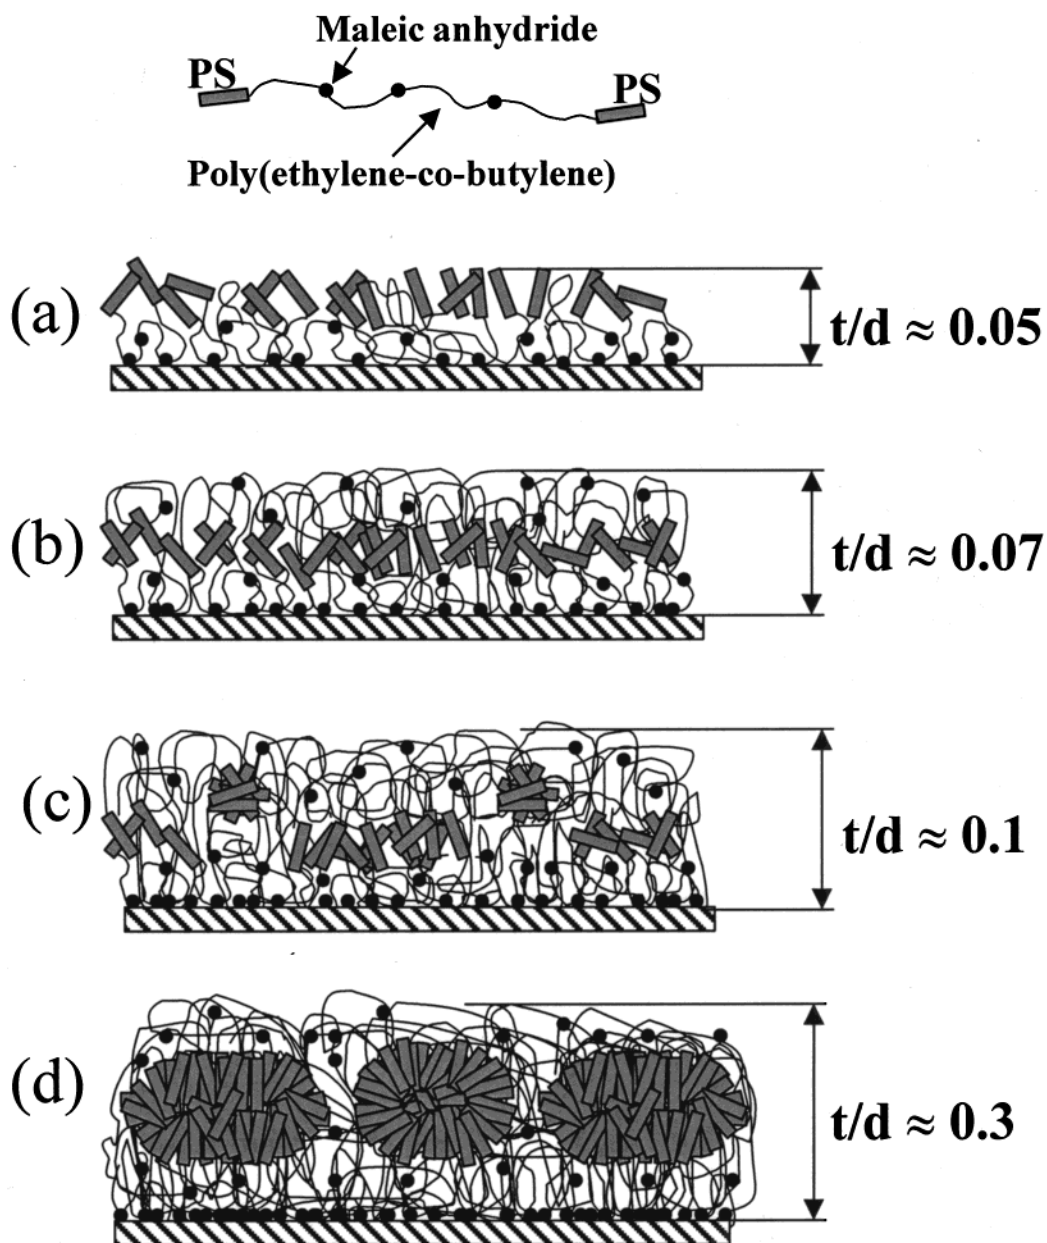 Maleic anhydride
PS
PS
Poly(ethylene-co-butylene)
(a)
t/d ≈ 0.05
(b)
t/d ≈ 0.07
(c)
t/d ≈ 0.1
(d)
t/d ≈ 0.3